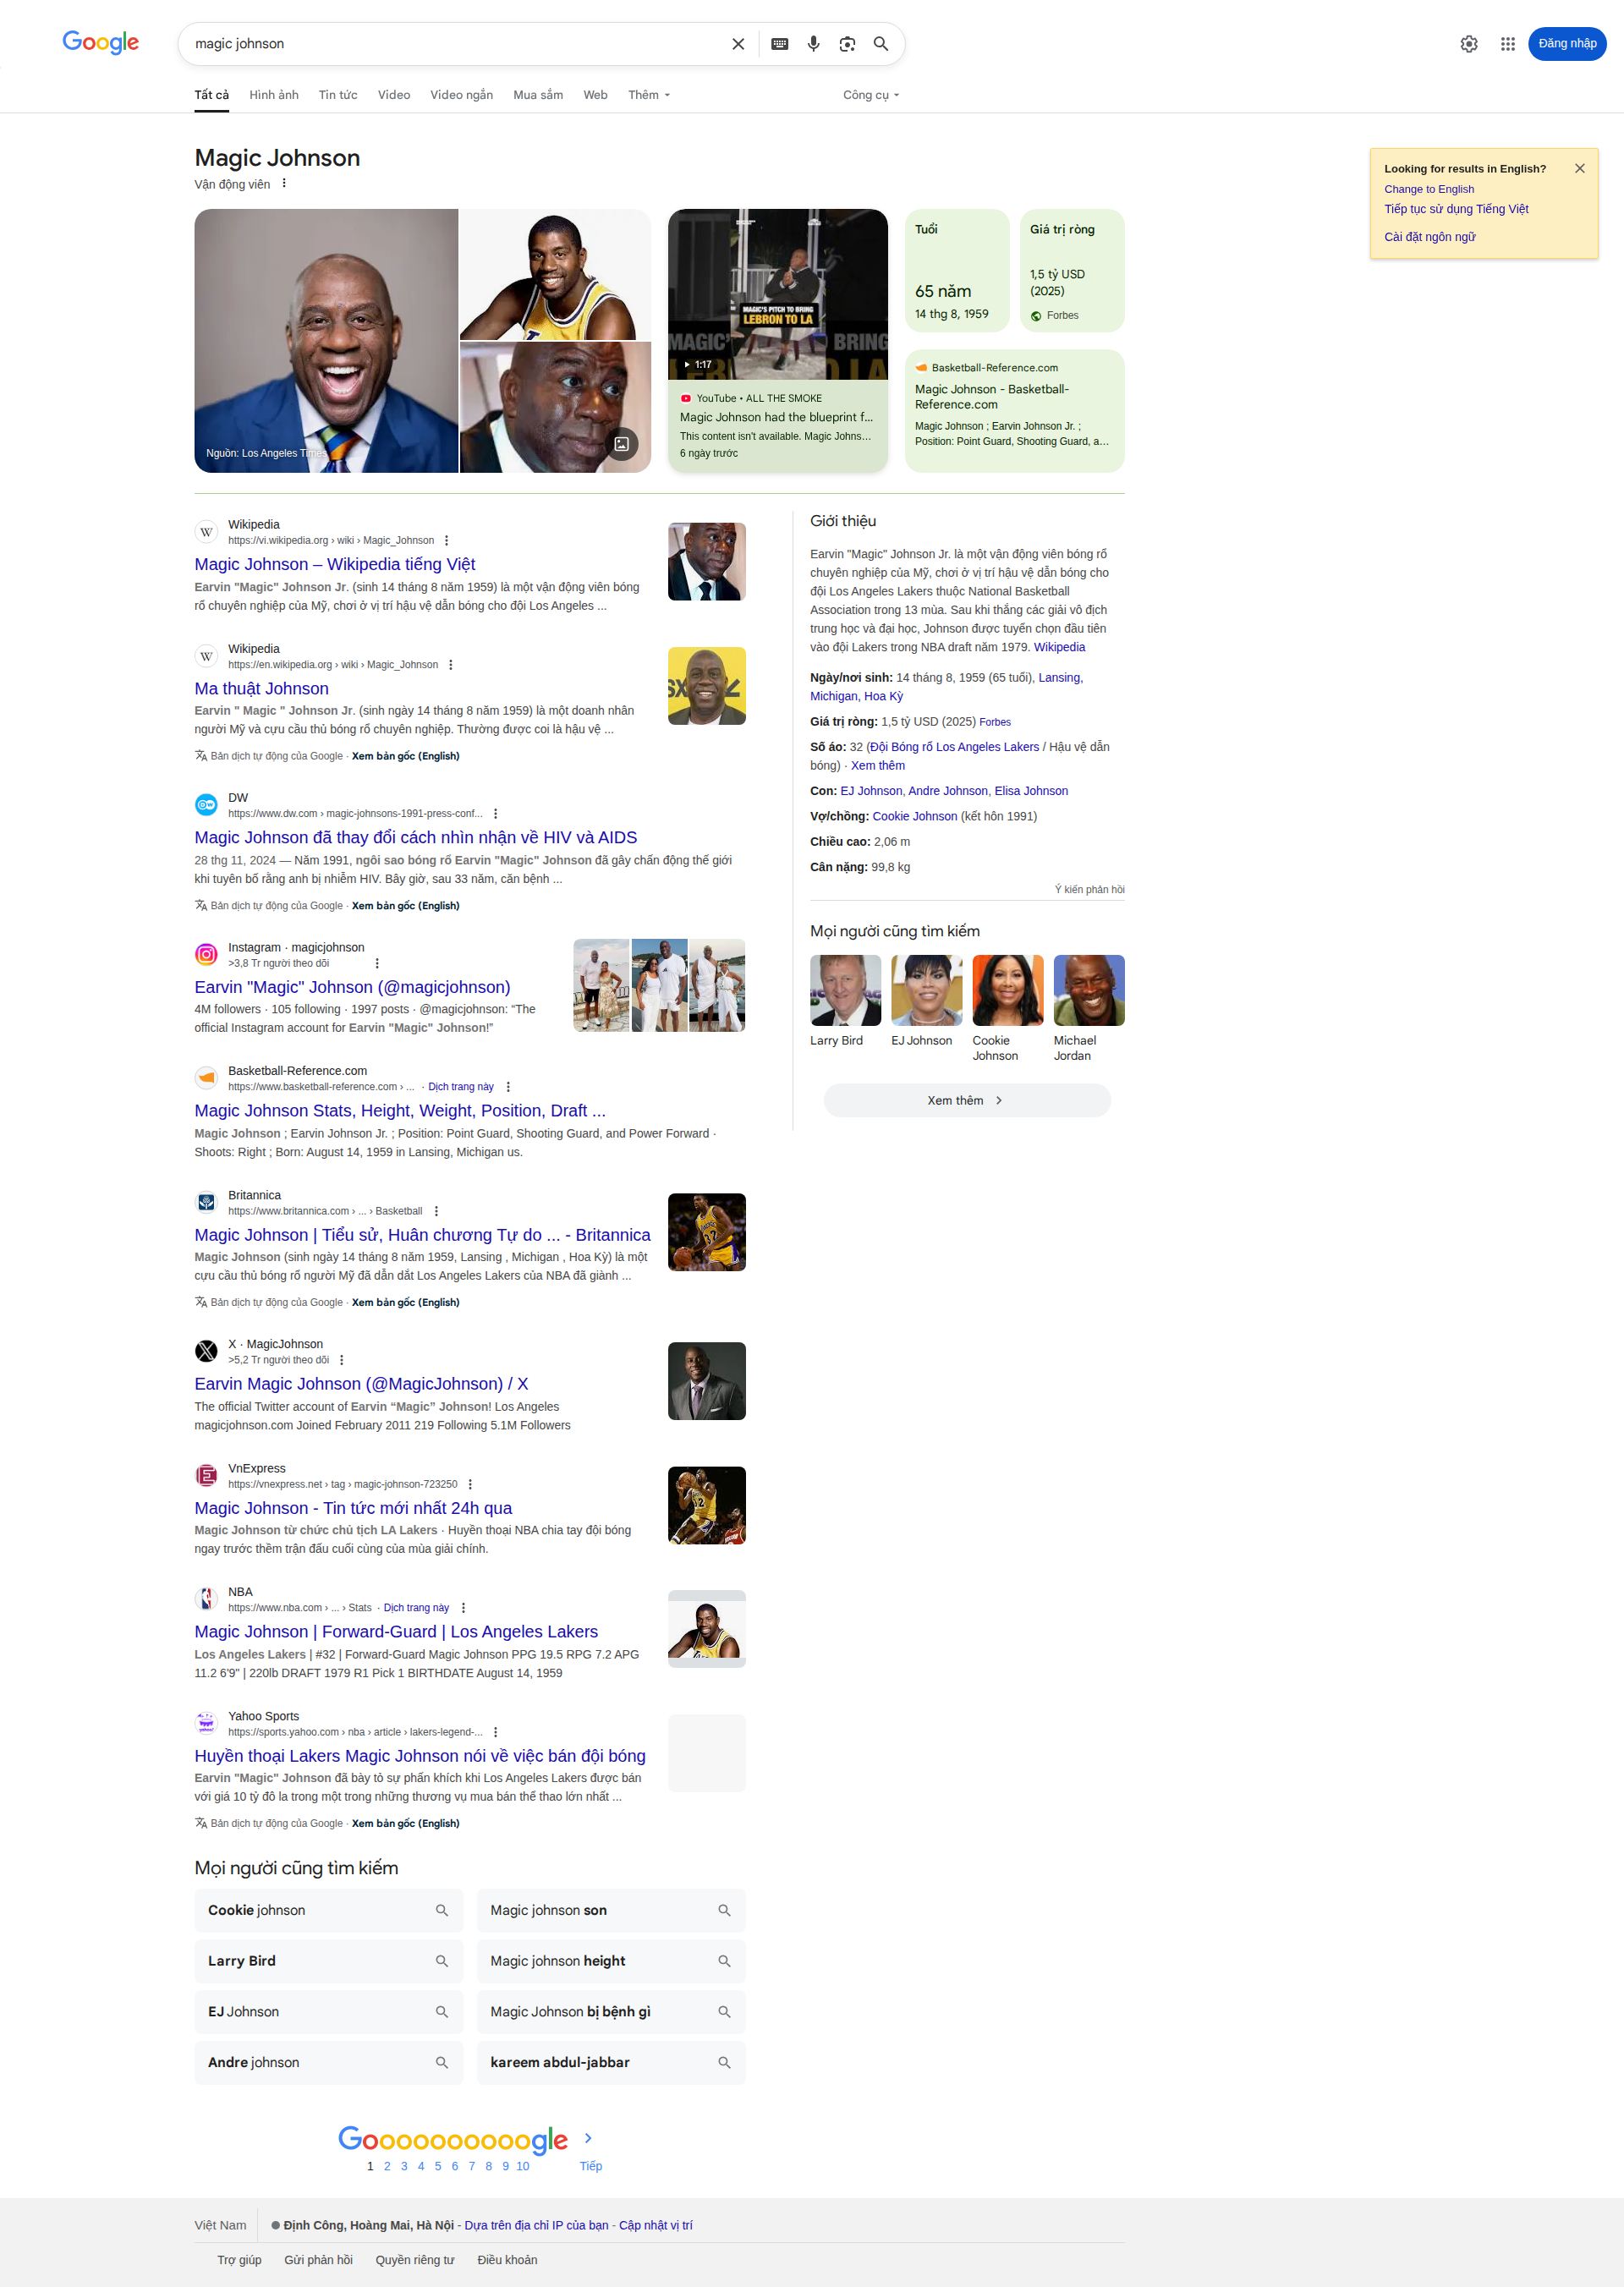 Google
magic johnson
Đăng nhập
Tất cả
Hình ảnh
Tin tức
Video
Video ngắn
Mua sắm
Web
Thêm
Công cụ
Looking for results in English?
Change to English
Tiếp tục sử dụng Tiếng Việt
Cài đặt ngôn ngữ
Magic Johnson
Vận động viên
Nguồn: Los Angeles Times
MAGIC'S PITCH TO BRING
LEBRON TO LA
1:17
YouTube • ALL THE SMOKE
Magic Johnson had the blueprint f...
This content isn't available. Magic Johns...
6 ngày trước
Tuổi
65 năm
14 thg 8, 1959
Giá trị ròng
1,5 tỷ USD
(2025)
Forbes
Basketball-Reference.com
Magic Johnson - Basketball-
Reference.com
Magic Johnson ; Earvin Johnson Jr. ;
Position: Point Guard, Shooting Guard, a...
Wikipedia
https://vi.wikipedia.org › wiki › Magic_Johnson
Magic Johnson – Wikipedia tiếng Việt
Earvin "Magic" Johnson Jr. (sinh 14 tháng 8 năm 1959) là một vận động viên bóng
rổ chuyên nghiệp của Mỹ, chơi ở vị trí hậu vệ dẫn bóng cho đội Los Angeles ...
Wikipedia
https://en.wikipedia.org › wiki › Magic_Johnson
Ma thuật Johnson
Earvin " Magic " Johnson Jr. (sinh ngày 14 tháng 8 năm 1959) là một doanh nhân
người Mỹ và cựu cầu thủ bóng rổ chuyên nghiệp. Thường được coi là hậu vệ ...
Bản dịch tự động của Google · Xem bản gốc (English)
DW
https://www.dw.com › magic-johnsons-1991-press-conf...
Magic Johnson đã thay đổi cách nhìn nhận về HIV và AIDS
28 thg 11, 2024 — Năm 1991, ngôi sao bóng rổ Earvin "Magic" Johnson đã gây chấn động thế giới
khi tuyên bố rằng anh bị nhiễm HIV. Bây giờ, sau 33 năm, căn bệnh ...
Bản dịch tự động của Google · Xem bản gốc (English)
Instagram · magicjohnson
>3,8 Tr người theo dõi
Earvin "Magic" Johnson (@magicjohnson)
4M followers · 105 following · 1997 posts · @magicjohnson: “The
official Instagram account for Earvin "Magic" Johnson!”
Basketball-Reference.com
https://www.basketball-reference.com › ... · Dịch trang này
Magic Johnson Stats, Height, Weight, Position, Draft ...
Magic Johnson ; Earvin Johnson Jr. ; Position: Point Guard, Shooting Guard, and Power Forward ·
Shoots: Right ; Born: August 14, 1959 in Lansing, Michigan us.
Britannica
https://www.britannica.com › ... › Basketball
Magic Johnson | Tiểu sử, Huân chương Tự do ... - Britannica
Magic Johnson (sinh ngày 14 tháng 8 năm 1959, Lansing , Michigan , Hoa Kỳ) là một
cựu cầu thủ bóng rổ người Mỹ đã dẫn dắt Los Angeles Lakers của NBA đã giành ...
Bản dịch tự động của Google · Xem bản gốc (English)
X · MagicJohnson
>5,2 Tr người theo dõi
Earvin Magic Johnson (@MagicJohnson) / X
The official Twitter account of Earvin “Magic” Johnson! Los Angeles
magicjohnson.com Joined February 2011 219 Following 5.1M Followers
VnExpress
https://vnexpress.net › tag › magic-johnson-723250
Magic Johnson - Tin tức mới nhất 24h qua
Magic Johnson từ chức chủ tịch LA Lakers · Huyền thoại NBA chia tay đội bóng
ngay trước thềm trận đấu cuối cùng của mùa giải chính.
NBA
https://www.nba.com › ... › Stats · Dịch trang này
Magic Johnson | Forward-Guard | Los Angeles Lakers
Los Angeles Lakers | #32 | Forward-Guard Magic Johnson PPG 19.5 RPG 7.2 APG
11.2 6'9" | 220lb DRAFT 1979 R1 Pick 1 BIRTHDATE August 14, 1959
Yahoo Sports
https://sports.yahoo.com › nba › article › lakers-legend-...
Huyền thoại Lakers Magic Johnson nói về việc bán đội bóng
Earvin "Magic" Johnson đã bày tỏ sự phấn khích khi Los Angeles Lakers được bán
với giá 10 tỷ đô la trong một trong những thương vụ mua bán thể thao lớn nhất ...
Bản dịch tự động của Google · Xem bản gốc (English)
Giới thiệu
Earvin "Magic" Johnson Jr. là một vận động viên bóng rổ
chuyên nghiệp của Mỹ, chơi ở vị trí hậu vệ dẫn bóng cho
đội Los Angeles Lakers thuộc National Basketball
Association trong 13 mùa. Sau khi thắng các giải vô địch
trung học và đại học, Johnson được tuyển chọn đầu tiên
vào đội Lakers trong NBA draft năm 1979. Wikipedia
Ngày/nơi sinh: 14 tháng 8, 1959 (65 tuổi), Lansing,
Michigan, Hoa Kỳ
Giá trị ròng: 1,5 tỷ USD (2025) Forbes
Số áo: 32 (Đội Bóng rổ Los Angeles Lakers / Hậu vệ dẫn
bóng) · Xem thêm
Con: EJ Johnson, Andre Johnson, Elisa Johnson
Vợ/chồng: Cookie Johnson (kết hôn 1991)
Chiều cao: 2,06 m
Cân nặng: 99,8 kg
Ý kiến phản hồi
Mọi người cũng tìm kiếm
Larry Bird
EJ Johnson
Cookie
Johnson
Michael
Jordan
Xem thêm
Mọi người cũng tìm kiếm
Cookie johnson
Magic johnson son
Larry Bird
Magic johnson height
EJ Johnson
Magic Johnson bị bệnh gì
Andre johnson
kareem abdul-jabbar
Goooooooooogle
1 2 3 4 5 6 7 8 9 10 Tiếp
Việt Nam
Định Công, Hoàng Mai, Hà Nội - Dựa trên địa chỉ IP của bạn - Cập nhật vị trí
Trợ giúp
Gửi phản hồi
Quyền riêng tư
Điều khoản